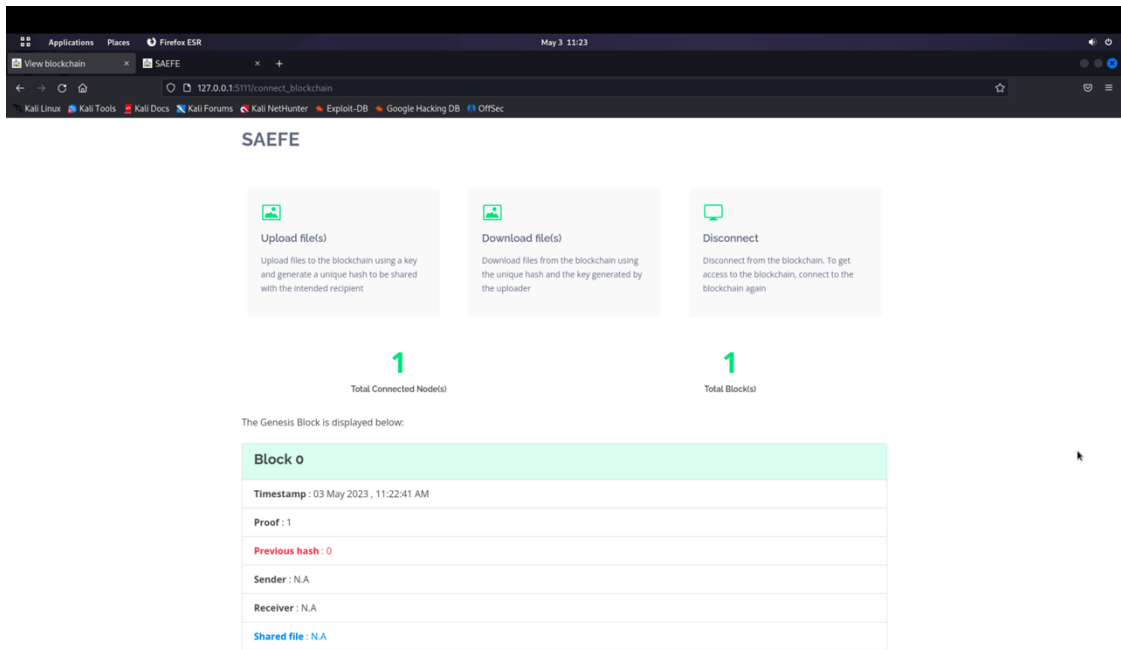 Applications Places Firefox ESR May 3 11:23
View blockchain × SAEFE × +
127.0.0.1:5111/connect_blockchain
Kali Linux Kali Tools Kali Docs Kali Forums Kali NetHunter Exploit-DB Google Hacking DB OffSec
SAEFE
Upload file(s)
Upload files to the blockchain using a key
and generate a unique hash to be shared
with the intended recipient
Download file(s)
Download files from the blockchain using
the unique hash and the key generated by
the uploader
Disconnect
Disconnect from the blockchain. To get
access to the blockchain, connect to the
blockchain again
1
Total Connected Node(s)
1
Total Block(s)
The Genesis Block is displayed below:
Block 0
Timestamp : 03 May 2023 , 11:22:41 AM
Proof : 1
Previous hash : 0
Sender : N.A
Receiver : N.A
Shared file : N.A